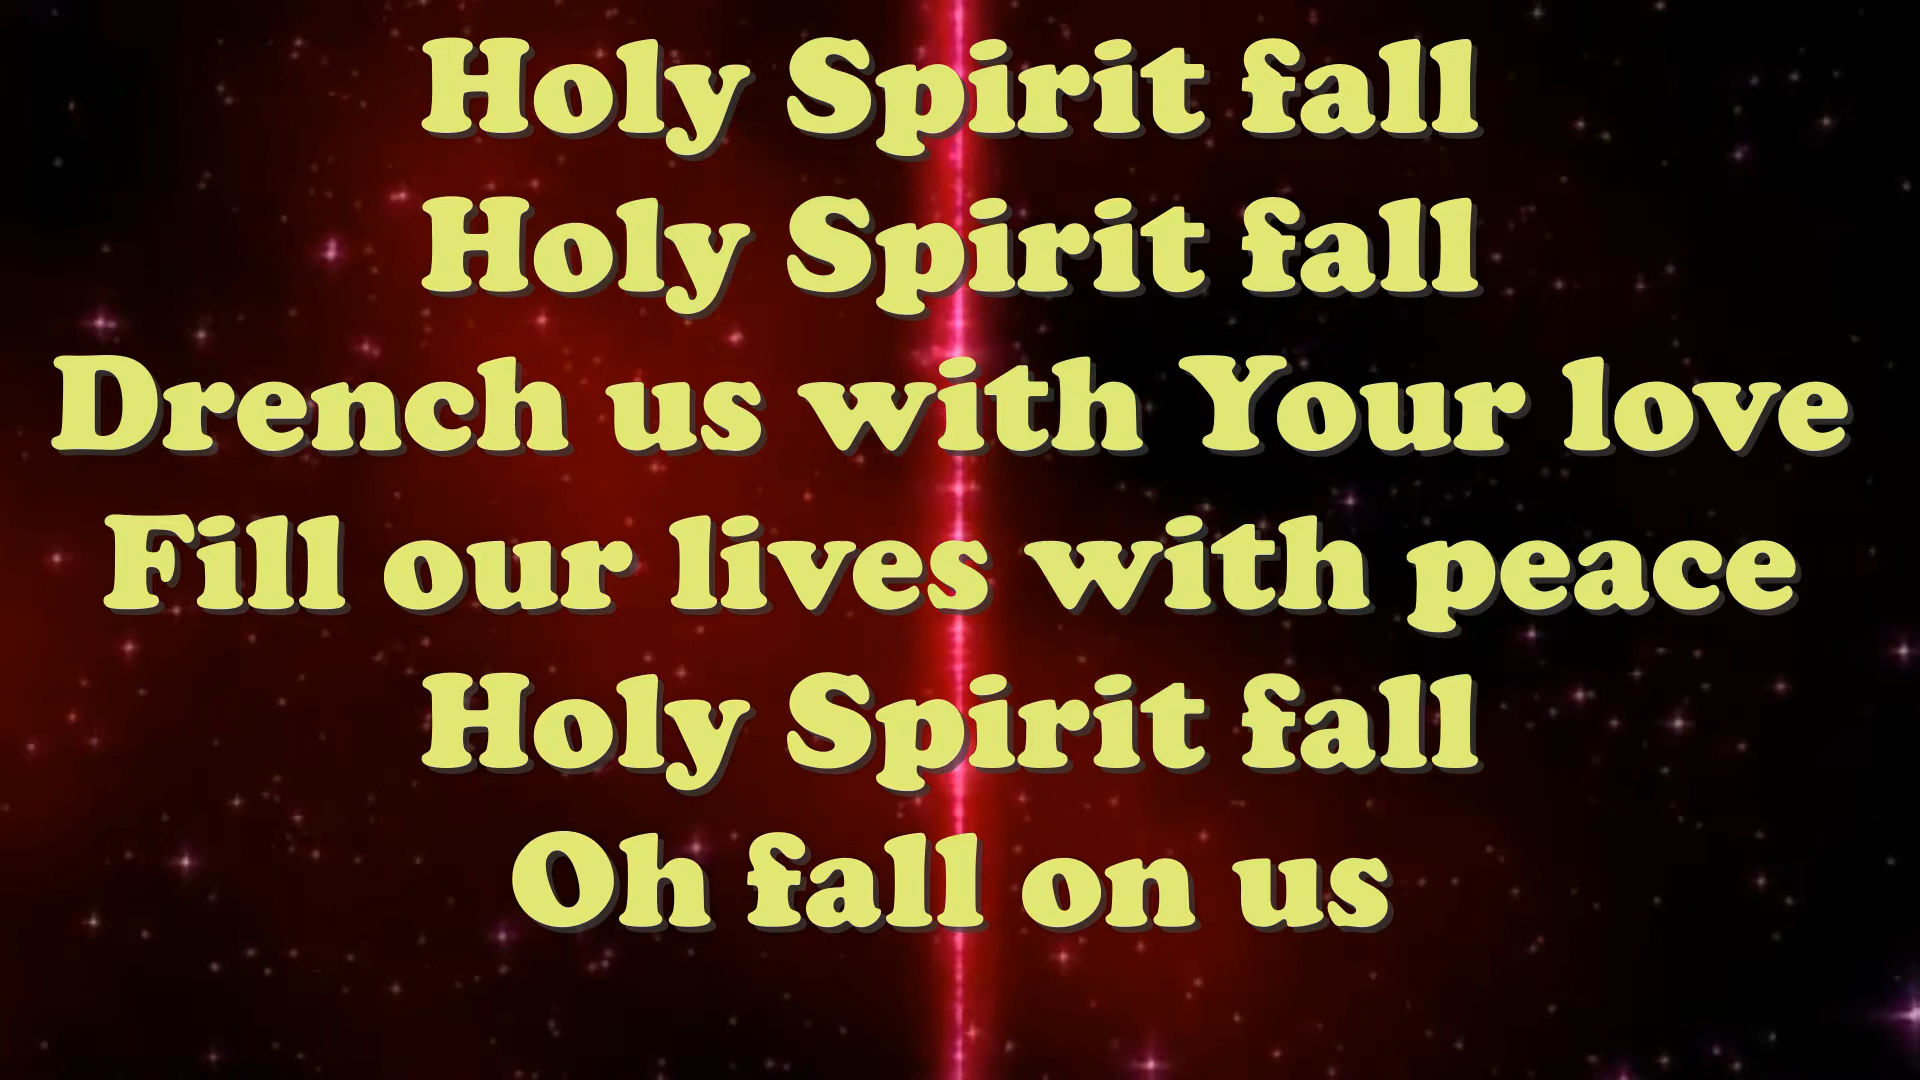 Holy Spirit fall
Holy Spirit fall
Drench us with Your love
Fill our lives with peace
Holy Spirit fall
Oh fall on us